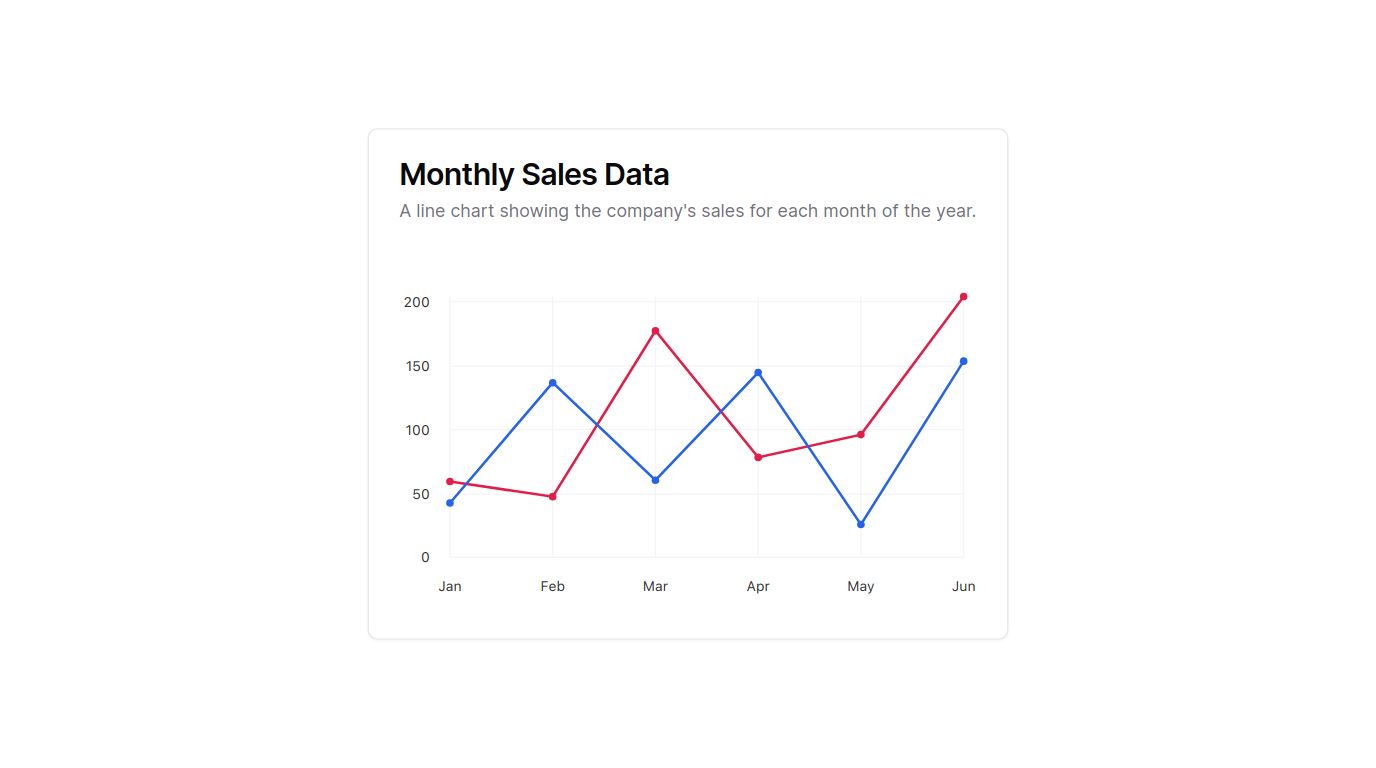 Monthly Sales Data
A line chart showing the company's sales for each month of the year.
200
150
100
50
0
Jan Feb Mar Apr May Jun